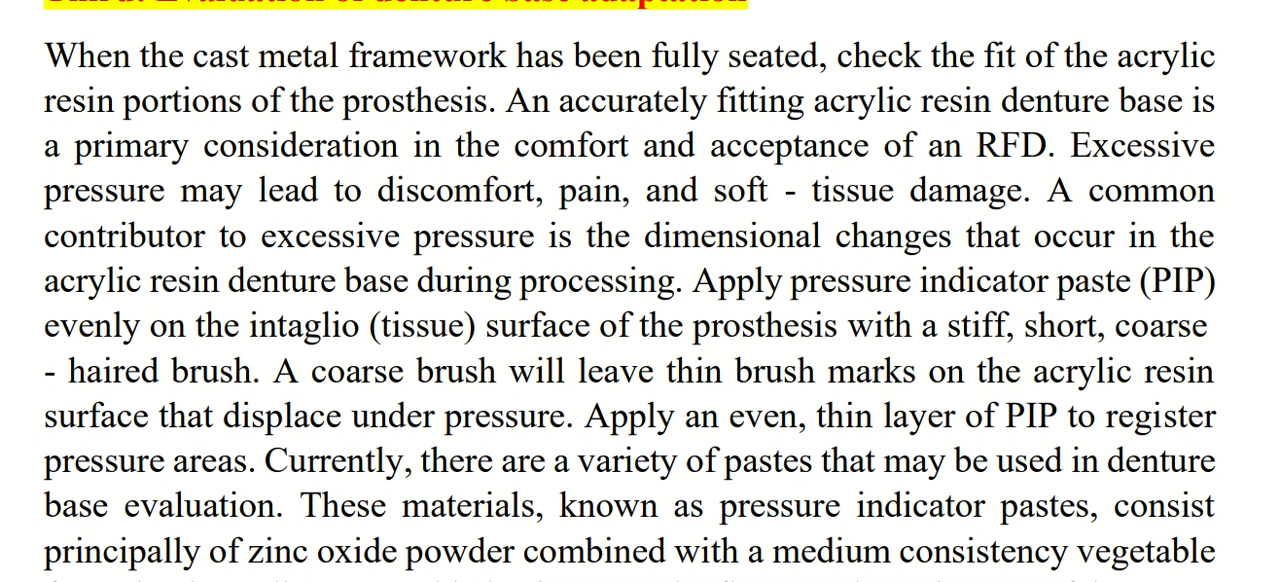 When the cast metal framework has been fully seated, check the fit of the acrylic
resin portions of the prosthesis. An accurately fitting acrylic resin denture base is
a primary consideration in the comfort and acceptance of an RFD. Excessive
pressure may lead to discomfort, pain, and soft - tissue damage. A common
contributor to excessive pressure is the dimensional changes that occur in the
acrylic resin denture base during processing. Apply pressure indicator paste (PIP)
evenly on the intaglio (tissue) surface of the prosthesis with a stiff, short, coarse
- haired brush. A coarse brush will leave thin brush marks on the acrylic resin
surface that displace under pressure. Apply an even, thin layer of PIP to register
pressure areas. Currently, there are a variety of pastes that may be used in denture
base evaluation. These materials, known as pressure indicator pastes, consist
principally of zinc oxide powder combined with a medium consistency vegetable